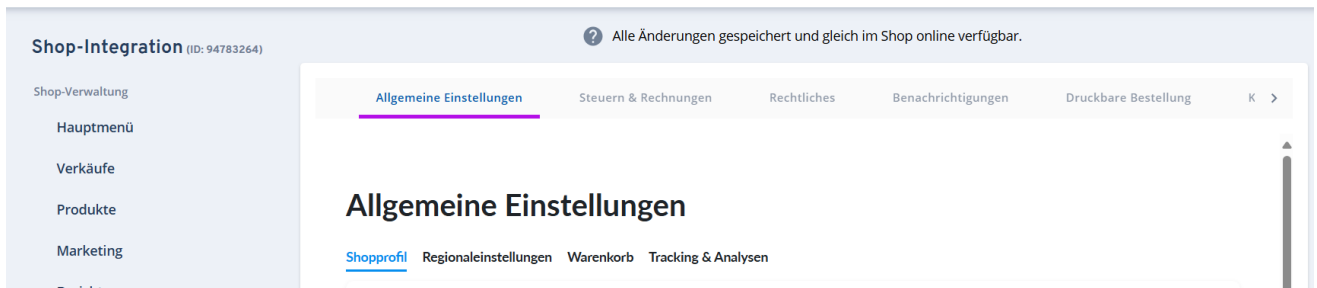 Shop-Integration (ID: 94783264)
Alle Änderungen gespeichert und gleich im Shop online verfügbar.
Shop-Verwaltung
Hauptmenü
Verkäufe
Produkte
Marketing
Allgemeine Einstellungen Steuern & Rechnungen Rechtliches Benachrichtigungen Druckbare Bestellung K
Allgemeine Einstellungen
Shopprofil Regionaleinstellungen Warenkorb Tracking & Analysen